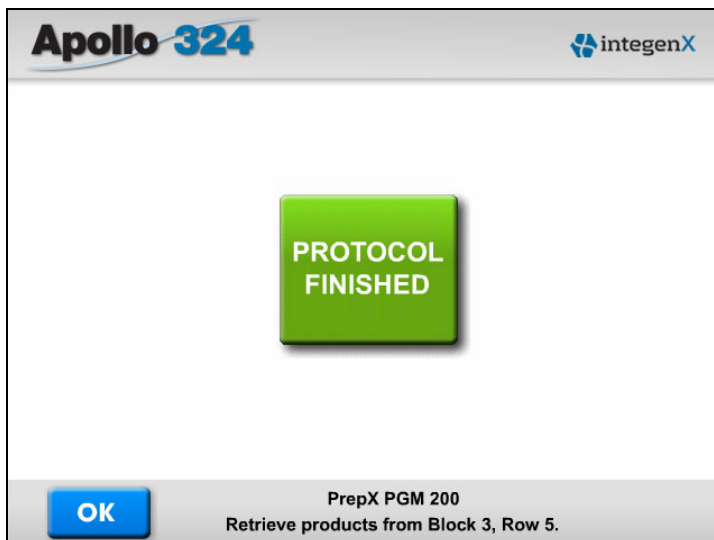 Apollo 324
integenX
PROTOCOL
FINISHED
OK
PrepX PGM 200
Retrieve products from Block 3, Row 5.